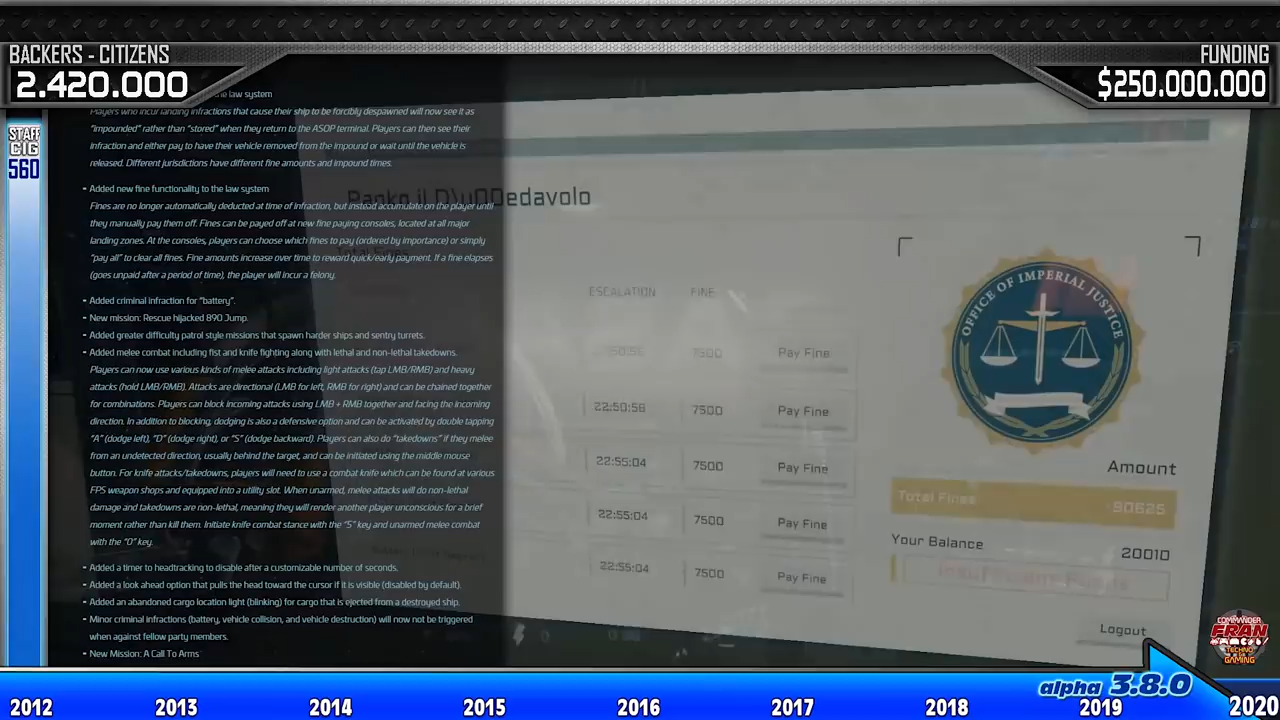 BACKERS - CITIZENS
2.420.000
FUNDING
$250.000.000
STAFF
CIG
560
the law system
Players who incur landing infractions that cause their ship to be forcibly despawned will now see it as
"impounded" rather than "stored" when they return to the ASOP terminal. Players can then see their
infraction and either pay to have their vehicle removed from the impound or wait until the vehicle is
released. Different jurisdictions have different fine amounts and impound times.
• Added new fine functionality to the law system
Fines are no longer automatically deducted at time of infraction, but instead accumulate on the player until
they manually pay them off. Fines can be payed off at new fine paying consoles, located at all major
landing zones. At the consoles, players can choose which fines to pay (ordered by importance) or simply
"pay all" to clear all fines. Fine amounts increase over time to reward quick/early payment. If a fine elapses
(goes unpaid after a period of time), the player will incur a felony.
• Added criminal infraction for "battery".
• New mission: Rescue hijacked 890 Jump.
• Added greater difficulty patrol style missions that spawn harder ships and sentry turrets.
• Added melee combat including fist and knife fighting along with lethal and non-lethal takedowns.
Players can now use various kinds of melee attacks including light attacks (tap LMB/RMB) and heavy
attacks (hold LMB/RMB). Attacks are directional (LMB for left, RMB for right) and can be chained together
for combinations. Players can block incoming attacks using LMB + RMB together and facing the incoming
direction. In addition to blocking, dodging is also a defensive option and can be activated by double tapping
"A" (dodge left), "D" (dodge right), or "S" (dodge backward). Players can also do "takedowns" if they melee
from an undetected direction, usually behind the target, and can be initiated using the middle mouse
button. For knife attacks/takedowns, players will need to use a combat knife which can be found at various
FPS weapon shops and equipped into a utility slot. When unarmed, melee attacks will do non-lethal
damage and takedowns are non-lethal, meaning they will render another player unconscious for a brief
moment rather than kill them. Initiate knife combat stance with the "5" key and unarmed melee combat
with the "0" key.
• Added a timer to headtracking to disable after a customizable number of seconds.
• Added a look ahead option that pulls the head toward the cursor if it is visible (disabled by default).
• Added an abandoned cargo location light (blinking) for cargo that is ejected from a destroyed ship.
• Minor criminal infractions (battery, vehicle collision, and vehicle destruction) will now not be triggered
when against fellow party members.
• New Mission: A Call To Arms
Panko il D\u00edavolo
ESCALATION FINE
7500 Pay Fine
22:50:56 7500 Pay Fine
22:55:04 7500 Pay Fine
22:55:04 7500 Pay Fine
22:55:04 7500 Pay Fine
OFFICE OF IMPERIAL JUSTICE
Amount
Total Fines 90625
Your Balance 20010
Insufficient Funds
Logout
COMMANDER
FRAN
TECHNO
GAMING
alpha 3.8.0
2012 2013 2014 2015 2016 2017 2018 2019 2020